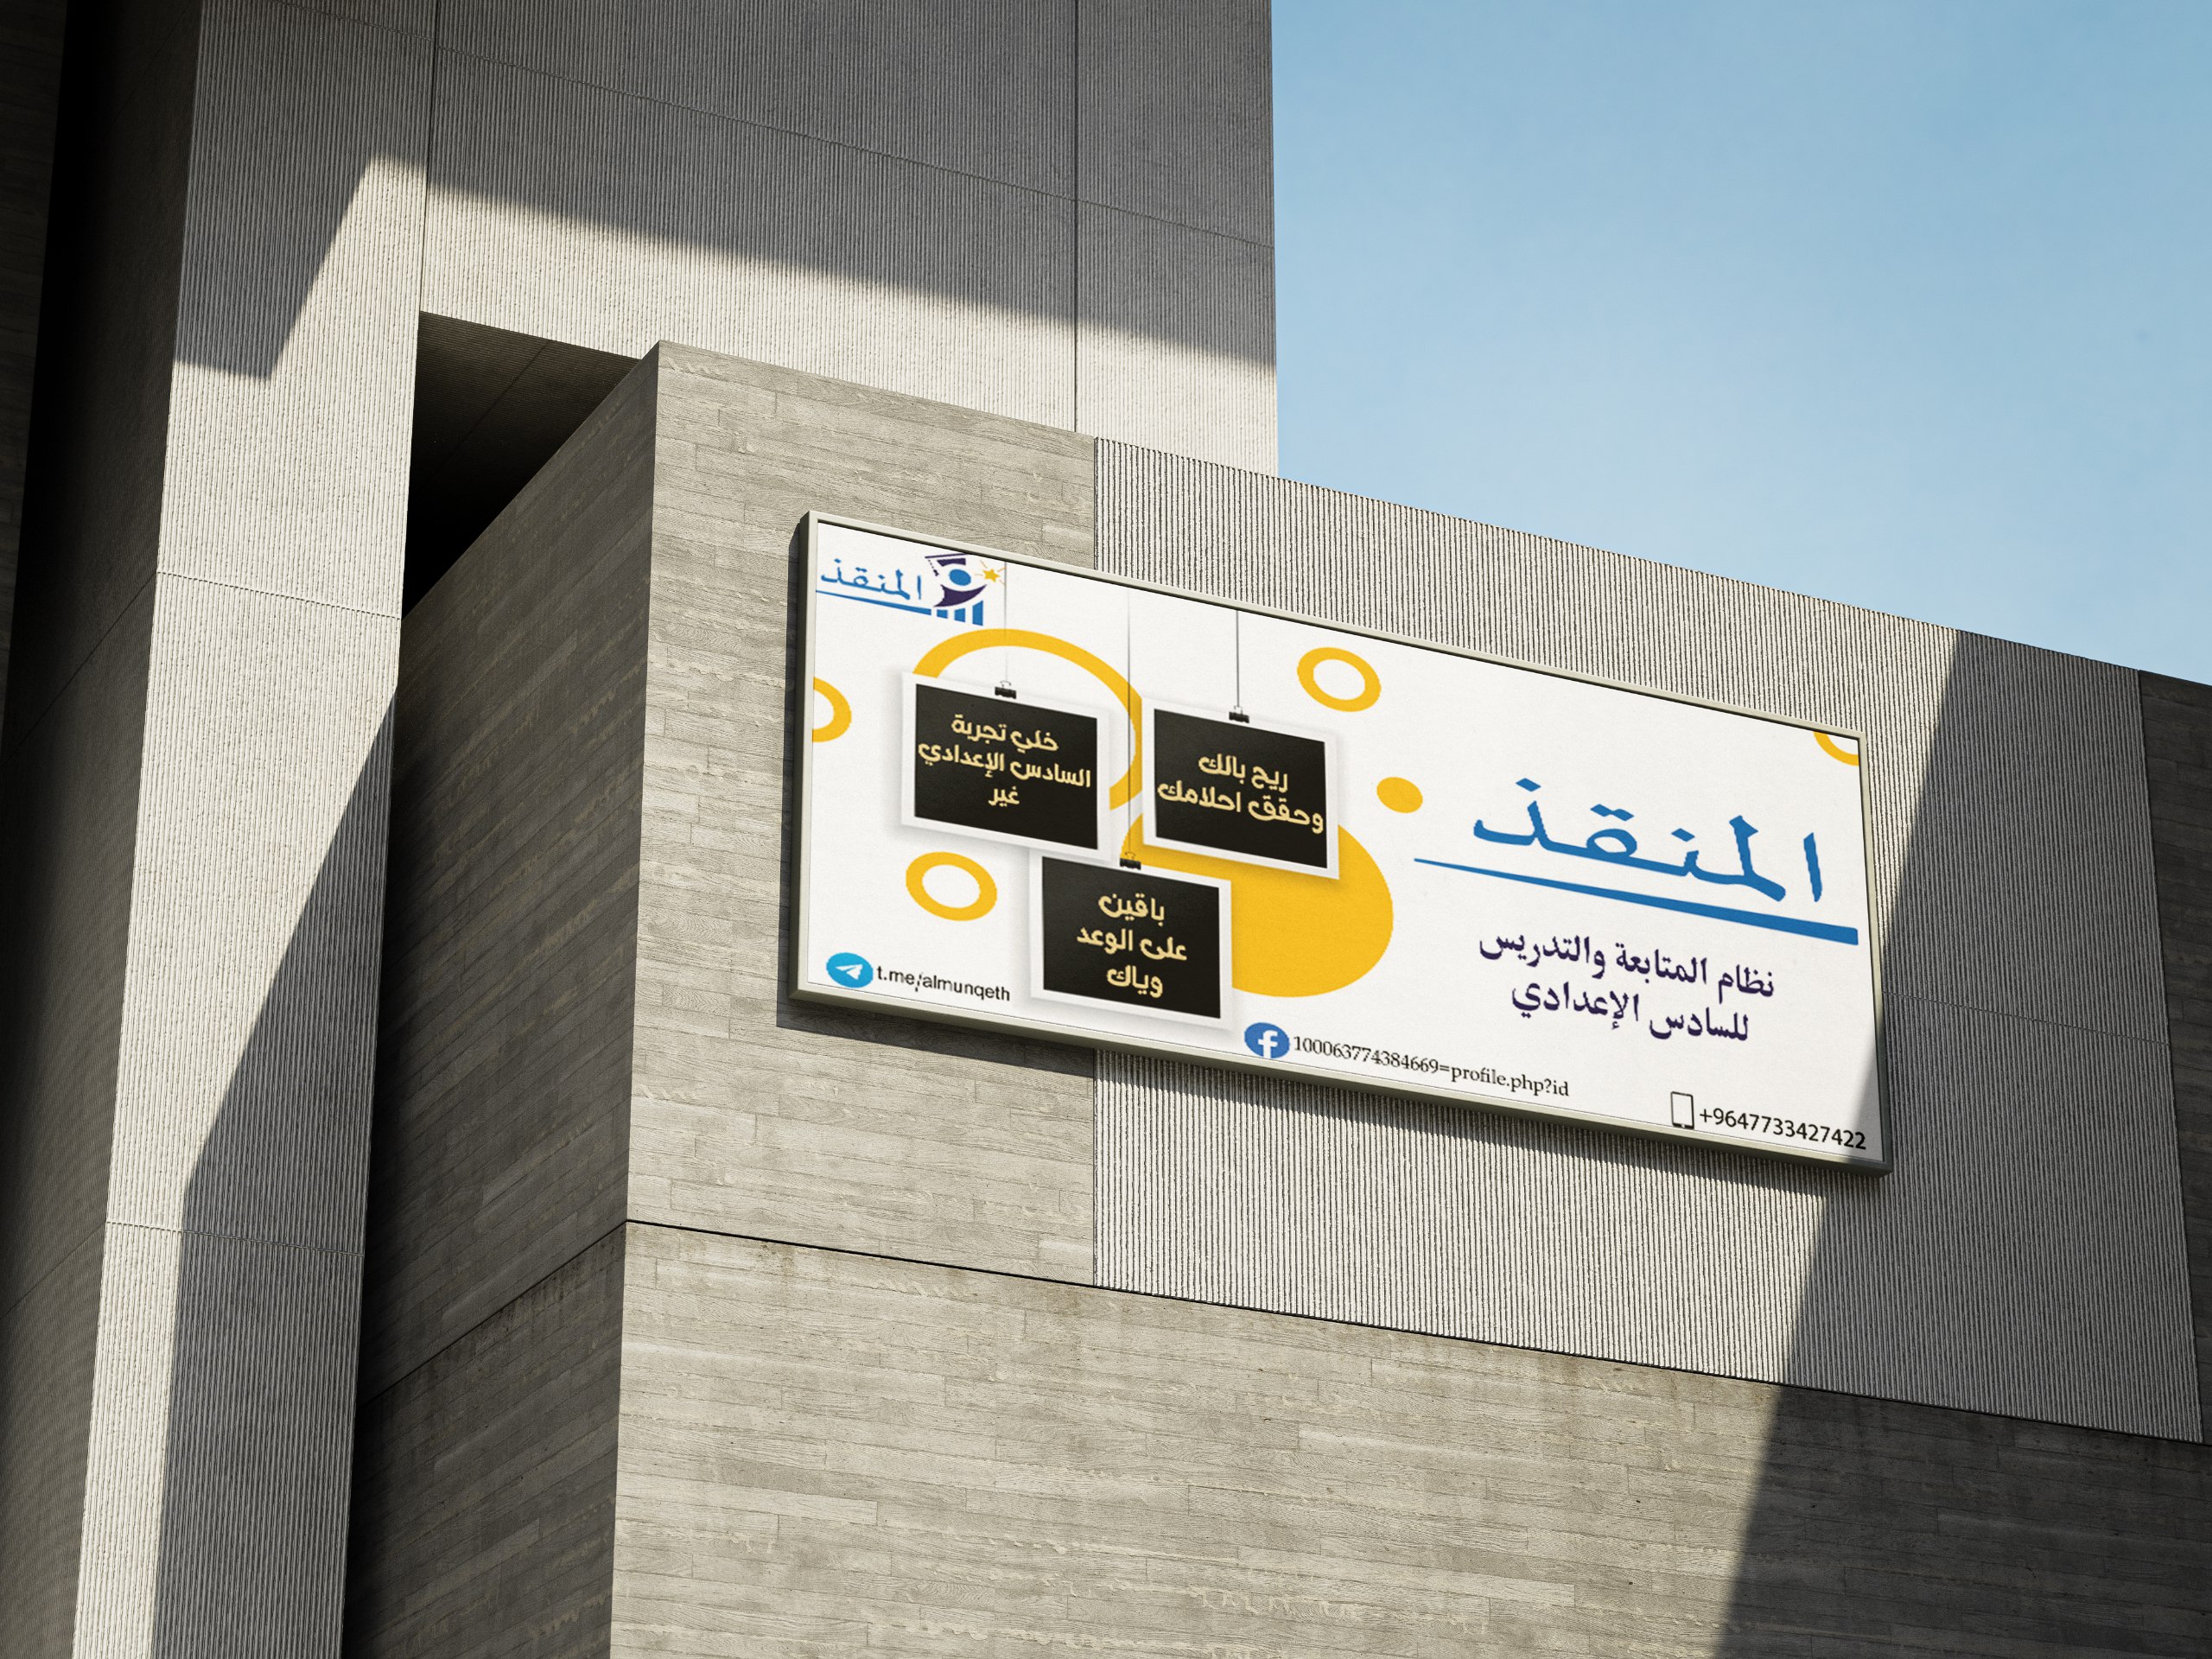 المنقذ
خلي تجربة
السادس الإعدادي
غير
ريح بالك
وحقق احلامك
باقين
على الوعد
وياك
المنقذ
نظام المتابعة والتدريس
للسادس الإعدادي
t.me/almunqeth
100063774384669=profile.php?id
+9647733427422